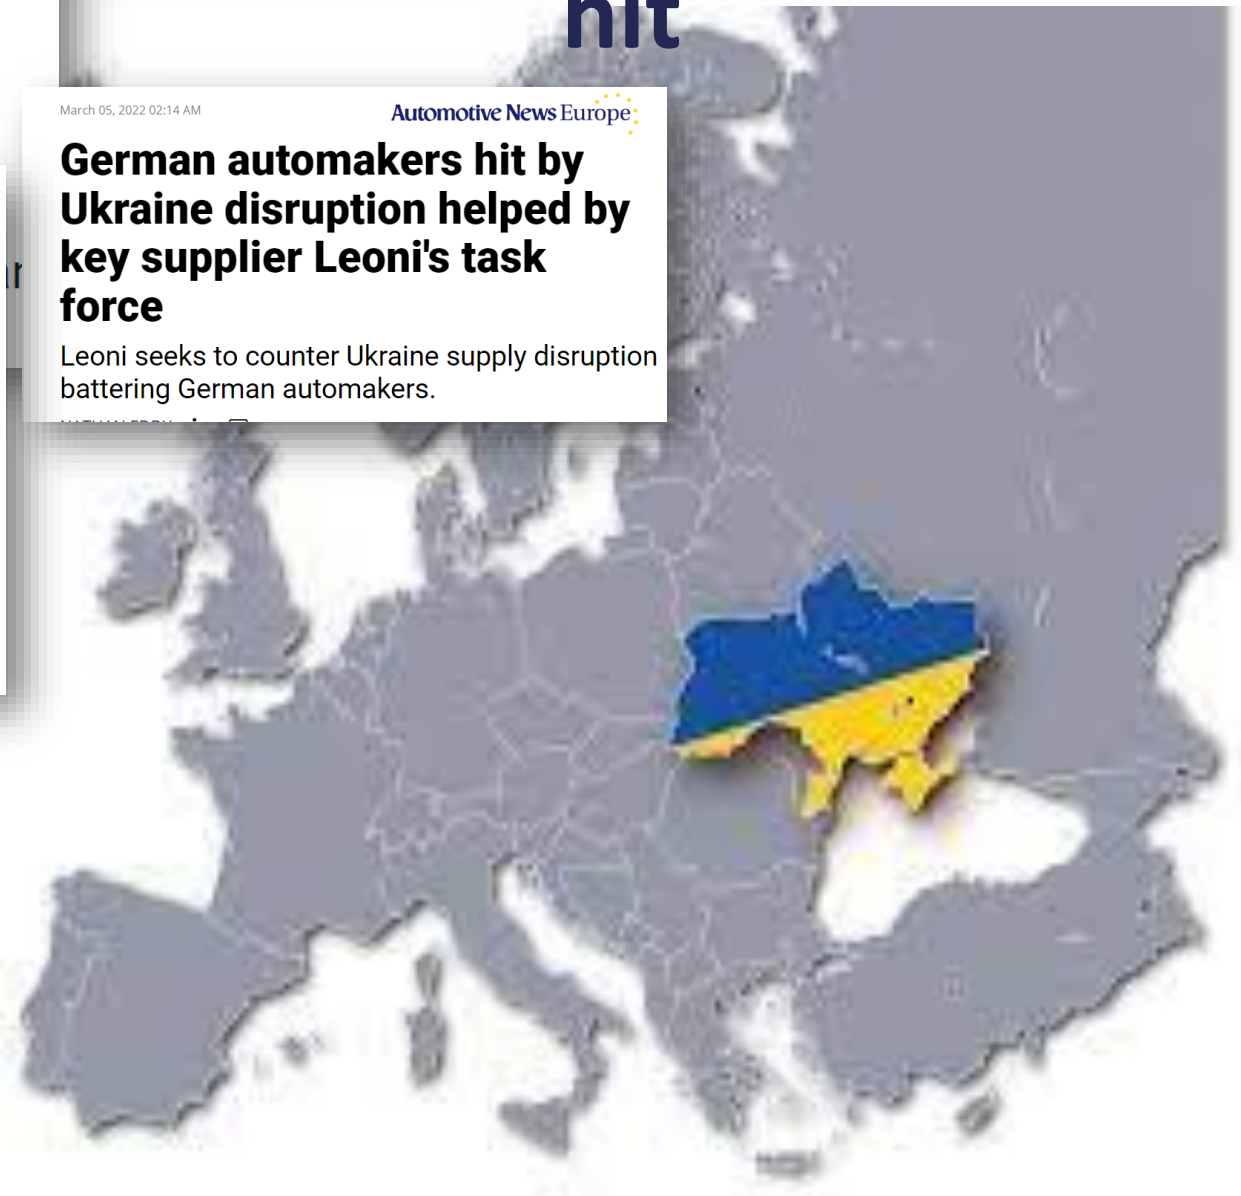 hit
March 05, 2022 02:14 AM
Automotive News Europe
German automakers hit by
Ukraine disruption helped by
key supplier Leoni's task
force
Leoni seeks to counter Ukraine supply disruption
battering German automakers.